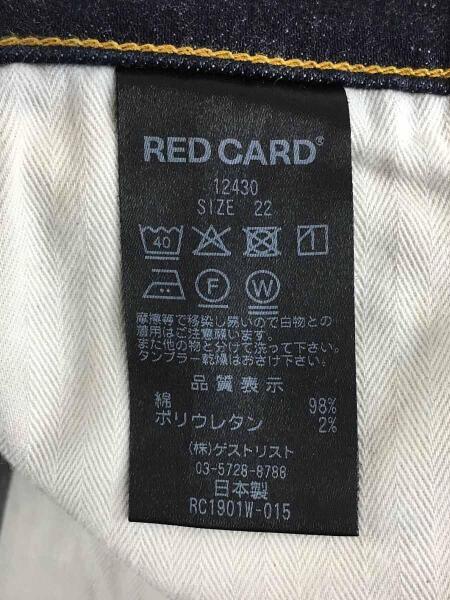 RED CARD®
12430
SIZE 22
40
F W
摩擦等で移染し易いので白物との
着用はご注意願います。
また他の物と分けて洗って下さい。
タンブラー乾燥はおさけ下さい。
品質表示
綿 98%
ポリウレタン 2%
(株)ゲストリスト
03-5728-8788
日本製
RC1901W-015